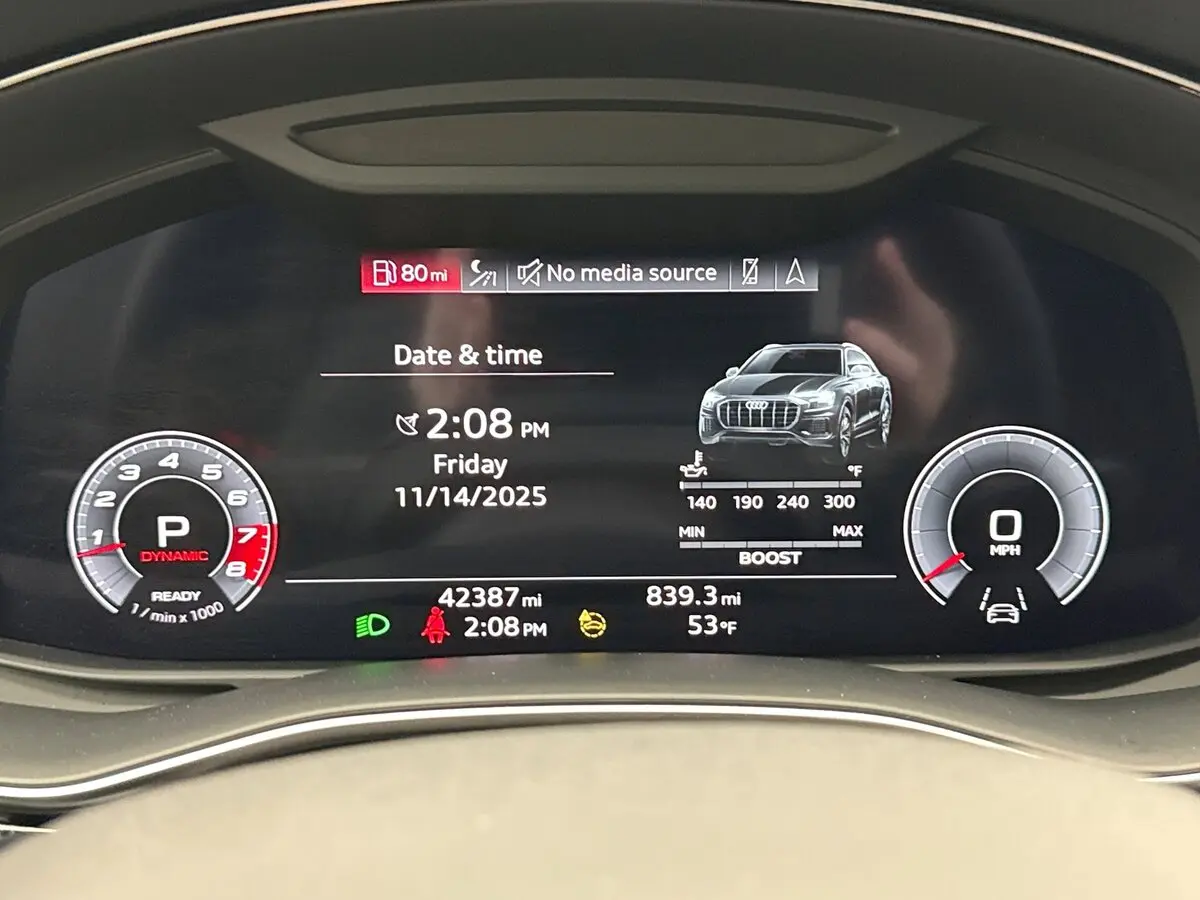 80 mi
No media source
Date & time
2:08 PM
Friday
11/14/2025
°F
140 190 240 300
MIN MAX
BOOST
1 2 3 4 5 6 7 8
P
DYNAMIC
READY
1/min x 1000
0
MPH
42387 mi 839.3 mi
2:08 PM 53°F